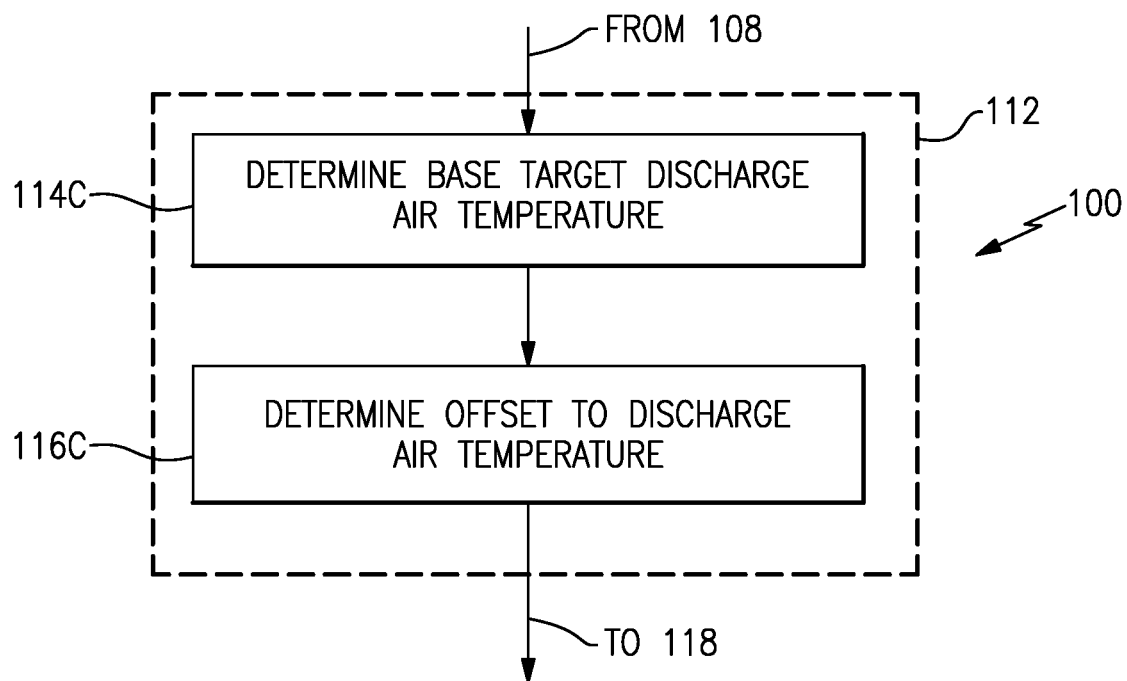 FROM 108
112
114C
DETERMINE BASE TARGET DISCHARGE
AIR TEMPERATURE
100
116C
DETERMINE OFFSET TO DISCHARGE
AIR TEMPERATURE
TO 118